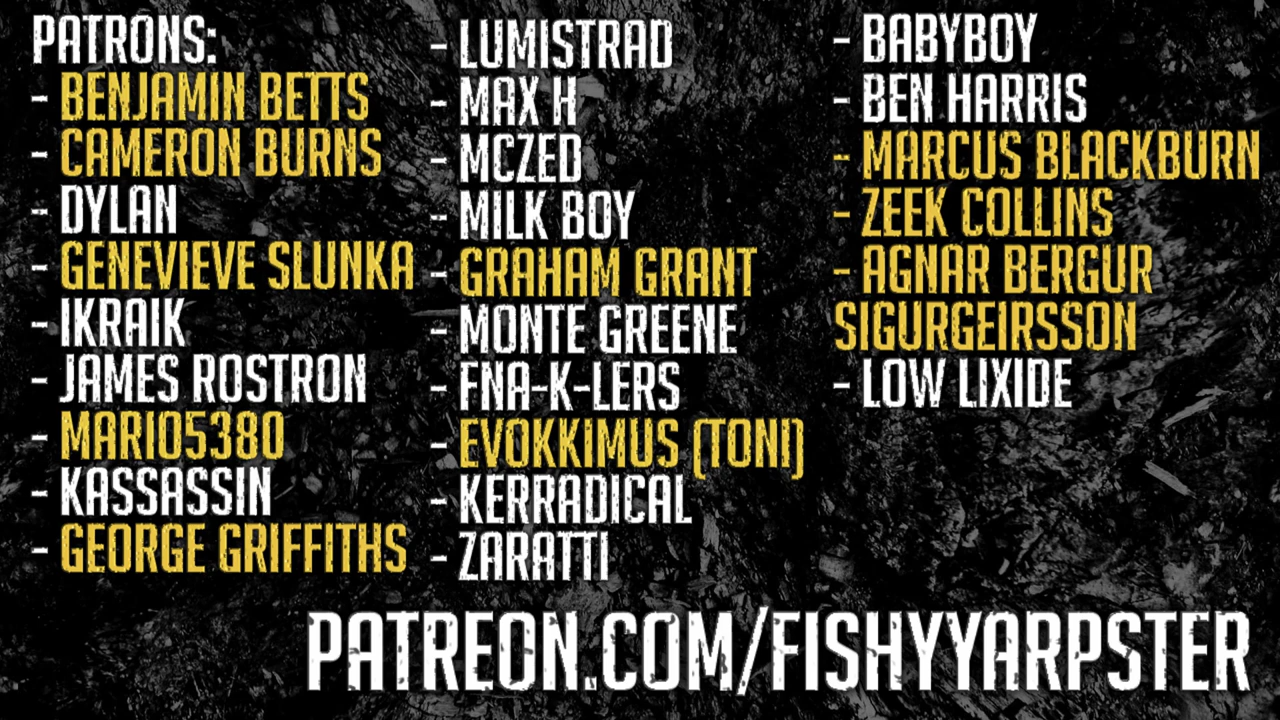 PATRONS:
- BENJAMIN BETTS
- CAMERON BURNS
- DYLAN
- GENEVIEVE SLUNKA
- IKRAIK
- JAMES ROSTRON
- MARIO5380
- KASSASSIN
- GEORGE GRIFFITHS
- LUMISTRAD
- MAX H
- MCZED
- MILK BOY
- GRAHAM GRANT
- MONTE GREENE
- FNA-K-LERS
- EVOKKIMUS (TONI)
- KERRADICAL
- ZARATTI
- BABYBOY
- BEN HARRIS
- MARCUS BLACKBURN
- ZEEK COLLINS
- AGNAR BERGUR
SIGURGEIRSSON
- LOW LIXIDE
PATREON.COM/FISHYYARPSTER